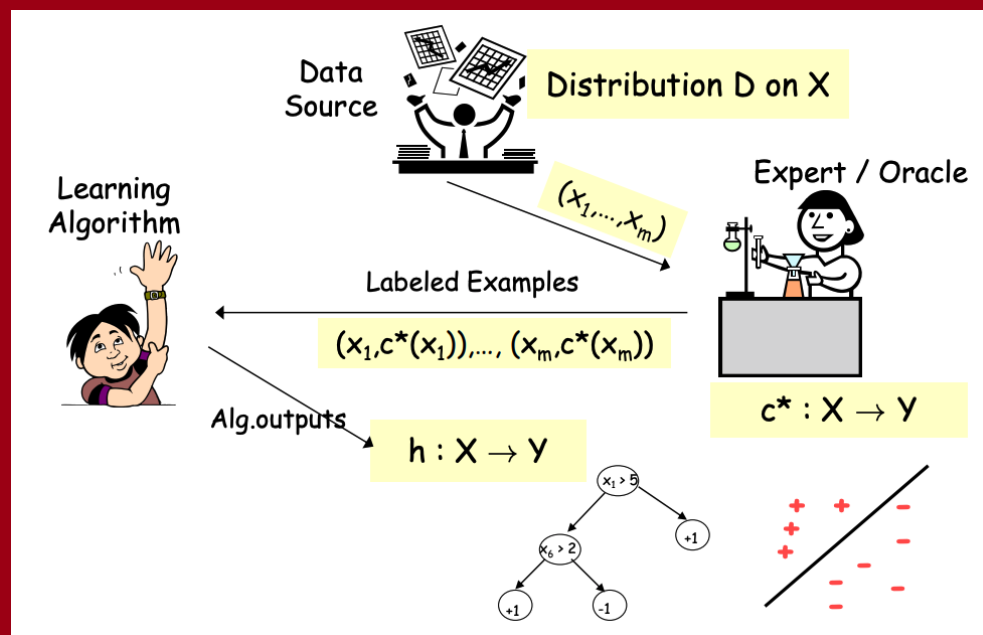 Data
Source
Distribution D on X
Expert / Oracle
(x₁,...,xₘ)
Learning
Algorithm
Labeled Examples
(x₁,c*(x₁)),..., (xₘ,c*(xₘ))
c* : X → Y
Alg.outputs
h : X → Y
x₁ > 5
+1
x₆ > 2
+1
-1
+ + −
+
+ −
−
− −
−